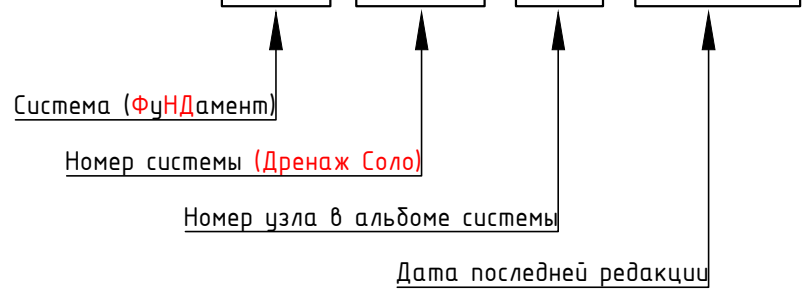 Система (ФуНДамент)
Номер системы (Дренаж Соло)
Номер узла в альбоме системы
Дата последней редакции